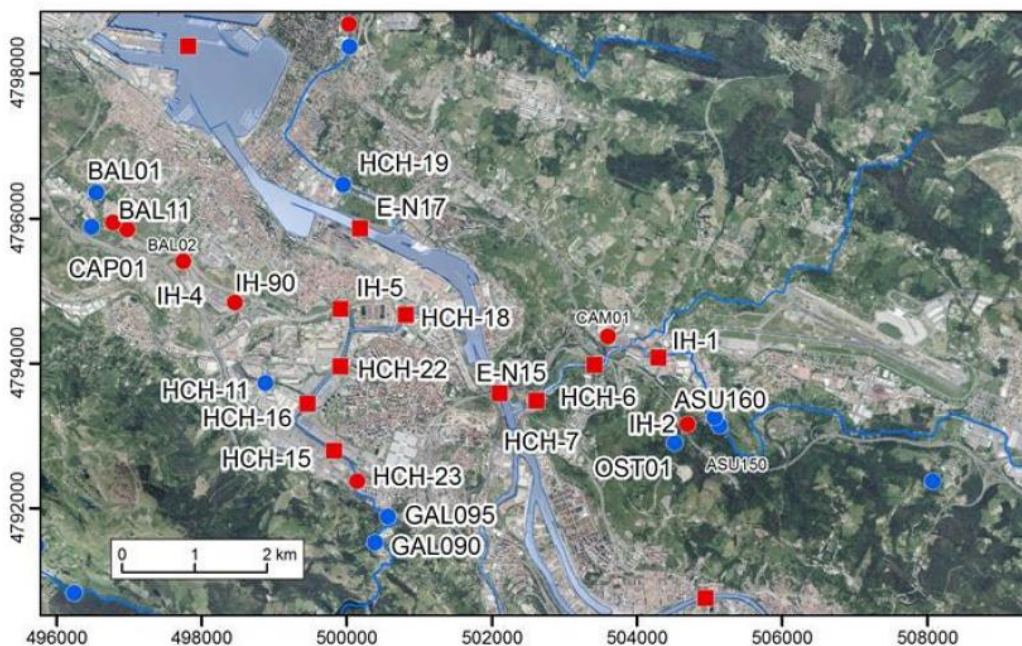 4798000
HCH-19
BAL01
E-N17
4796000
BAL11
BAL02
CAP01
IH-90
IH-4
IH-5
HCH-18
CAM01
IH-1
4794000
HCH-22
E-N15
HCH-11
HCH-6
ASU160
HCH-16
IH-2
HCH-7
HCH-15
OST01
ASU150
HCH-23
4792000
GAL095
GAL090
0 1 2 km
496000 498000 500000 502000 504000 506000 508000